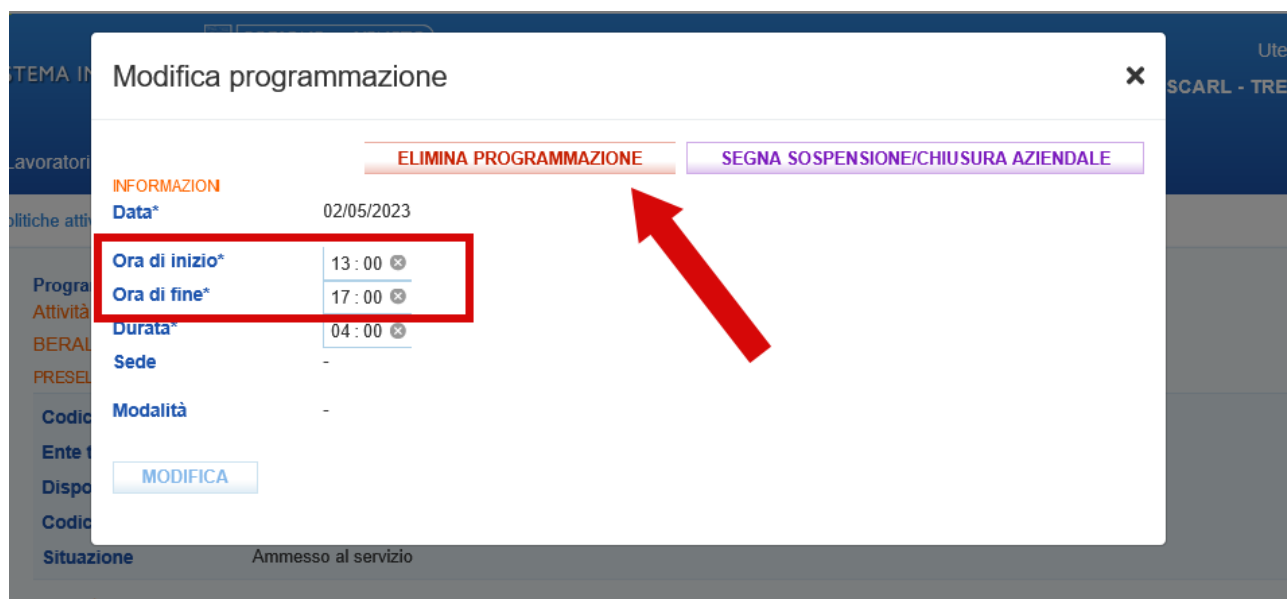 Ute
STEMA IN
SCARL - TRE
Modifica programmazione
Lavoratori
ELIMINA PROGRAMMAZIONE
SEGNA SOSPENSIONE/CHIUSURA AZIENDALE
INFORMAZIONI
Data* 02/05/2023
olitiche attiv
Ora di inizio* 13 : 00
Ora di fine* 17 : 00
Durata* 04 : 00
Sede -
Modalità -
MODIFICA
Progra
Attività
BERAL
PRESEL
Codic
Ente t
Dispo
Codic
Situazione Ammesso al servizio